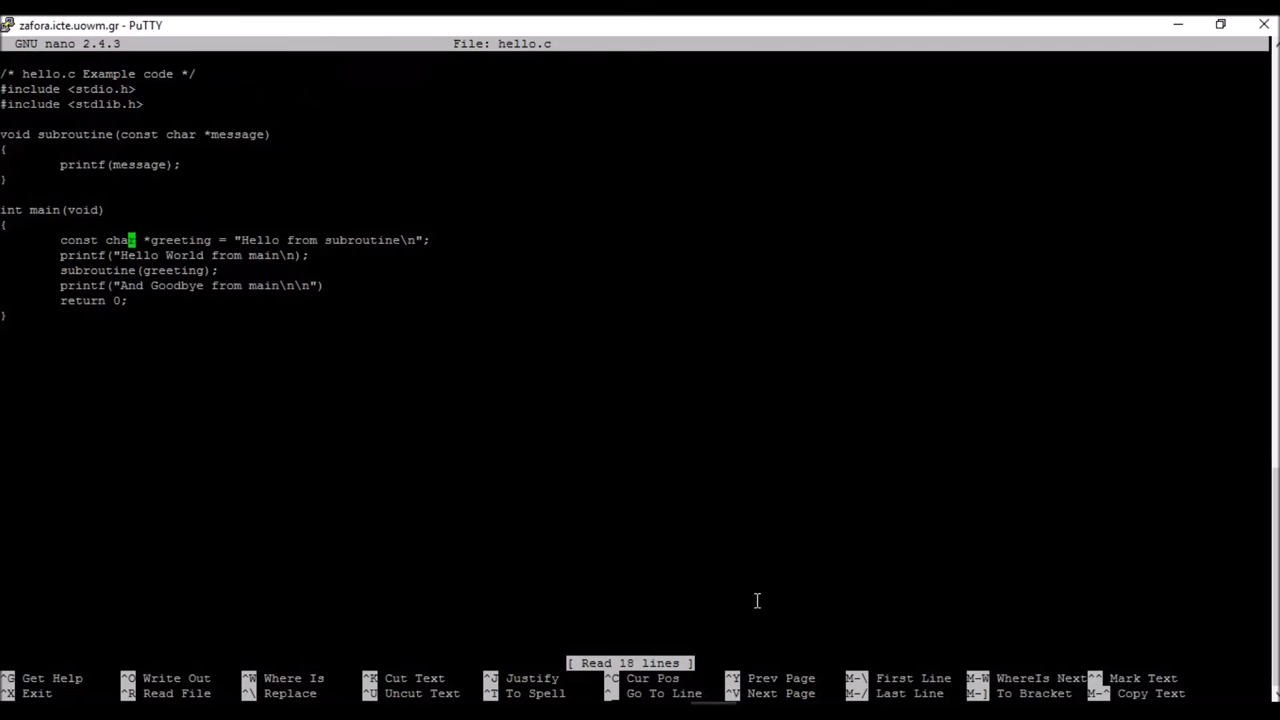 zafora.icte.uowm.gr - PuTTY
GNU nano 2.4.3 File: hello.c
/* hello.c Example code */
#include <stdio.h>
#include <stdlib.h>
void subroutine(const char *message)
{
printf(message);
}
int main(void)
{
const char *greeting = "Hello from subroutine\n";
printf("Hello World from main\n);
subroutine(greeting);
printf("And Goodbye from main\n\n")
return 0;
}
[ Read 18 lines ]
^G Get Help ^O Write Out ^W Where Is ^K Cut Text ^J Justify ^C Cur Pos ^Y Prev Page M-\ First Line M-W WhereIs Next ^^ Mark Text
^X Exit ^R Read File ^\ Replace ^U Uncut Text ^T To Spell ^_ Go To Line ^V Next Page M-/ Last Line M-] To Bracket M-^ Copy Text